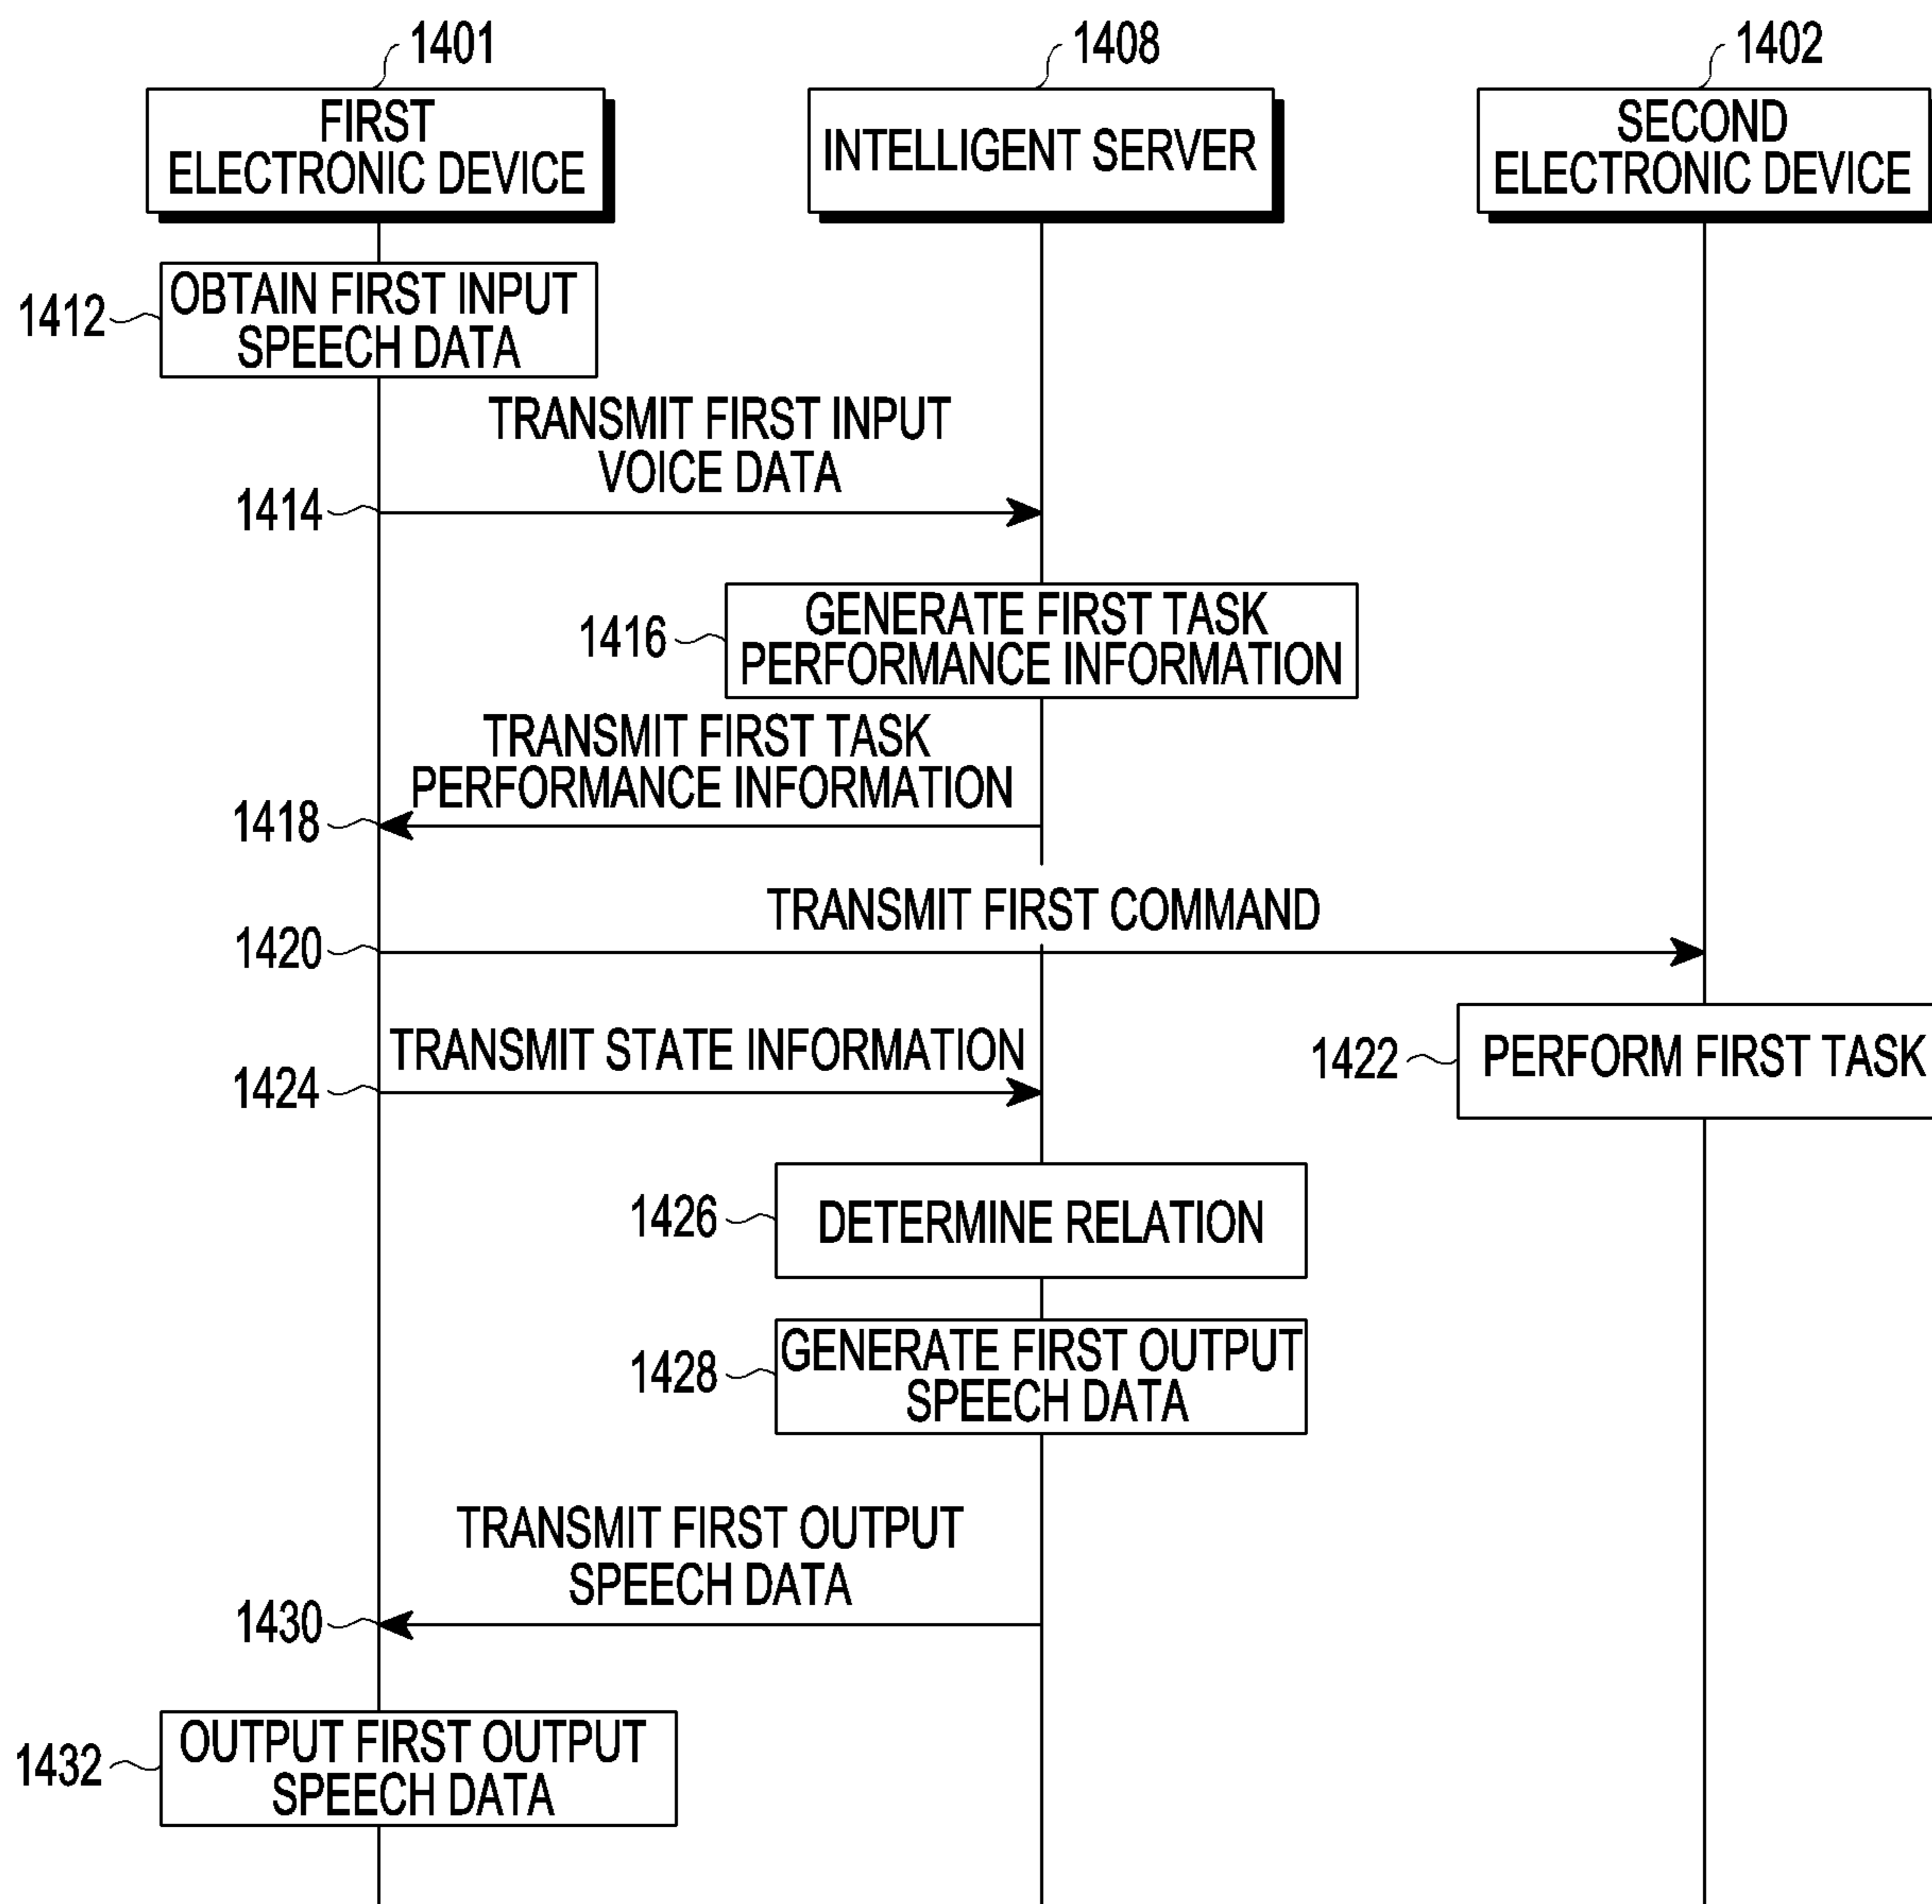 1401
1408
1402
FIRST
ELECTRONIC DEVICE
INTELLIGENT SERVER
SECOND
ELECTRONIC DEVICE
1412
OBTAIN FIRST INPUT
SPEECH DATA
TRANSMIT FIRST INPUT
VOICE DATA
1414
1416
GENERATE FIRST TASK
PERFORMANCE INFORMATION
TRANSMIT FIRST TASK
PERFORMANCE INFORMATION
1418
TRANSMIT FIRST COMMAND
1420
TRANSMIT STATE INFORMATION
1424
1422
PERFORM FIRST TASK
1426
DETERMINE RELATION
1428
GENERATE FIRST OUTPUT
SPEECH DATA
TRANSMIT FIRST OUTPUT
SPEECH DATA
1430
1432
OUTPUT FIRST OUTPUT
SPEECH DATA